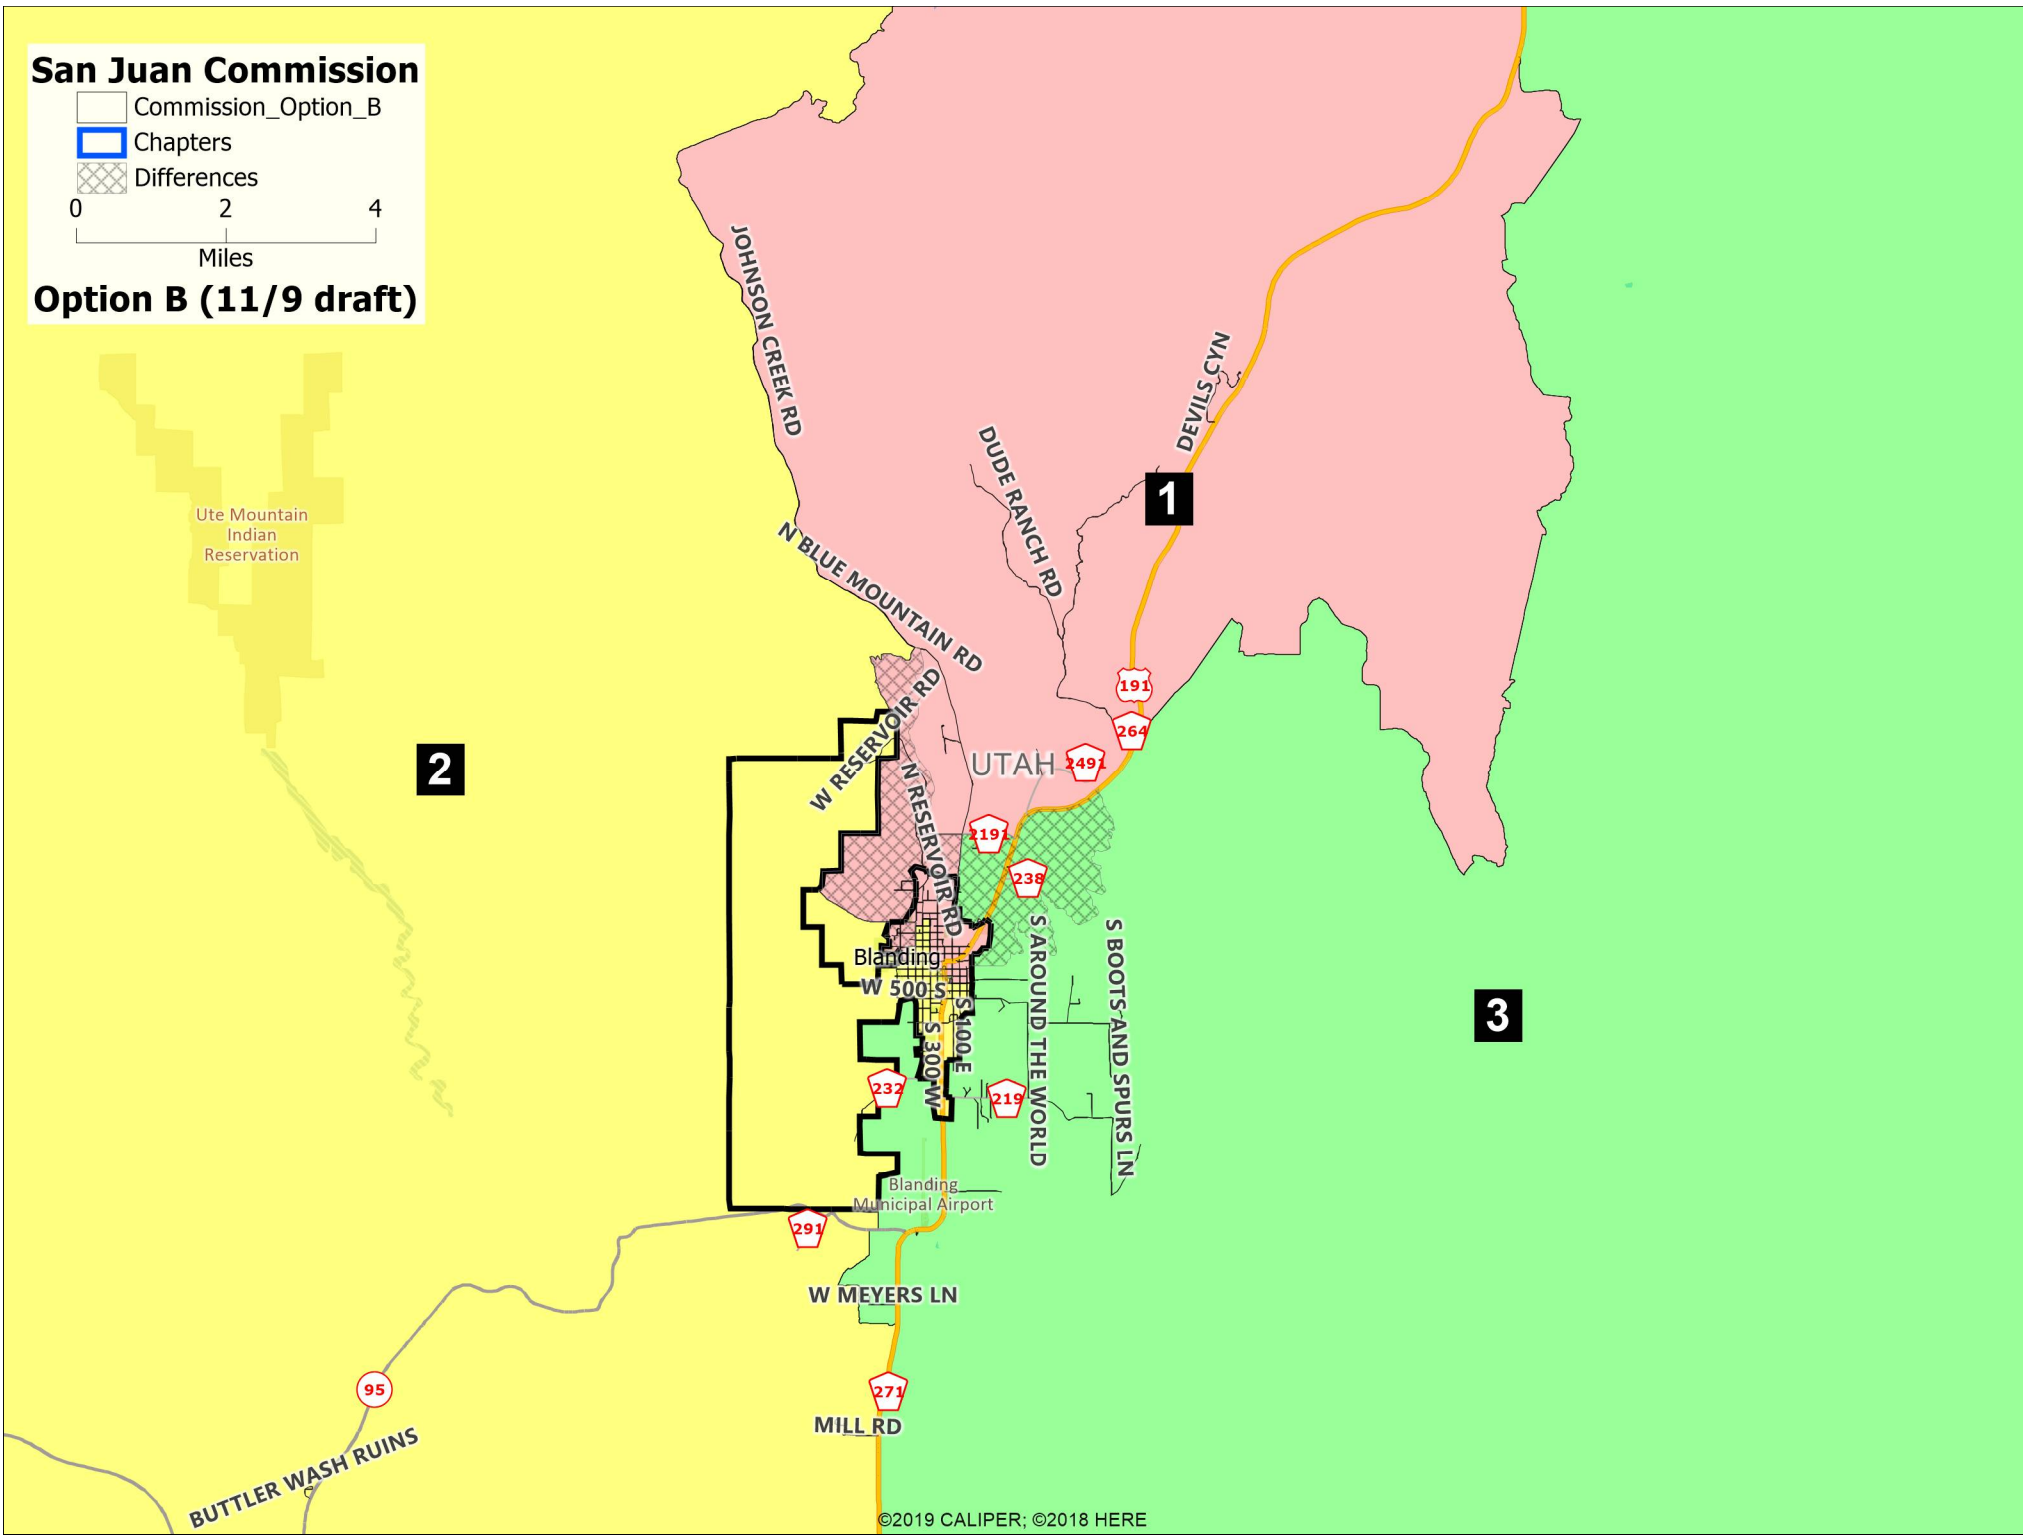 San Juan Commission
Commission_Option_B
Chapters
Differences
0 2 4
Miles
Option B (11/9 draft)
JOHNSON CREEK RD
DEVILS CYN
DUDE RANCH RD
1
Ute Mountain
Indian
Reservation
N BLUE MOUNTAIN RD
191
W RESERVOIR RD
264
2
UTAH
2491
N RESERVOIR RD
2191
238
S AROUND THE WORLD
S BOOTS AND SPURS LN
Blanding
W 500 S
S 100 E
S 300 W
3
232
219
Blanding
Municipal Airport
291
W MEYERS LN
95
271
MILL RD
BUTTLER WASH RUINS
©2019 CALIPER; ©2018 HERE